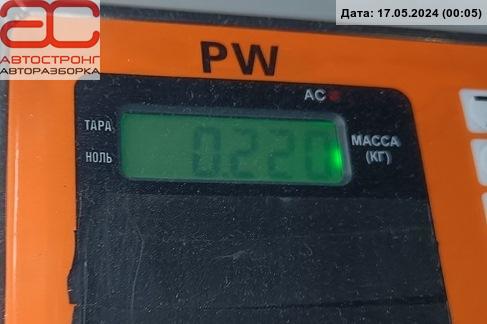 Дата: 17.05.2024 (00:05)
АС
АВТОСТРОНГ
АВТОРАЗБОРКА
PW
AC
ТАРА
НОЛЬ
0.220
МАССА
(КГ)